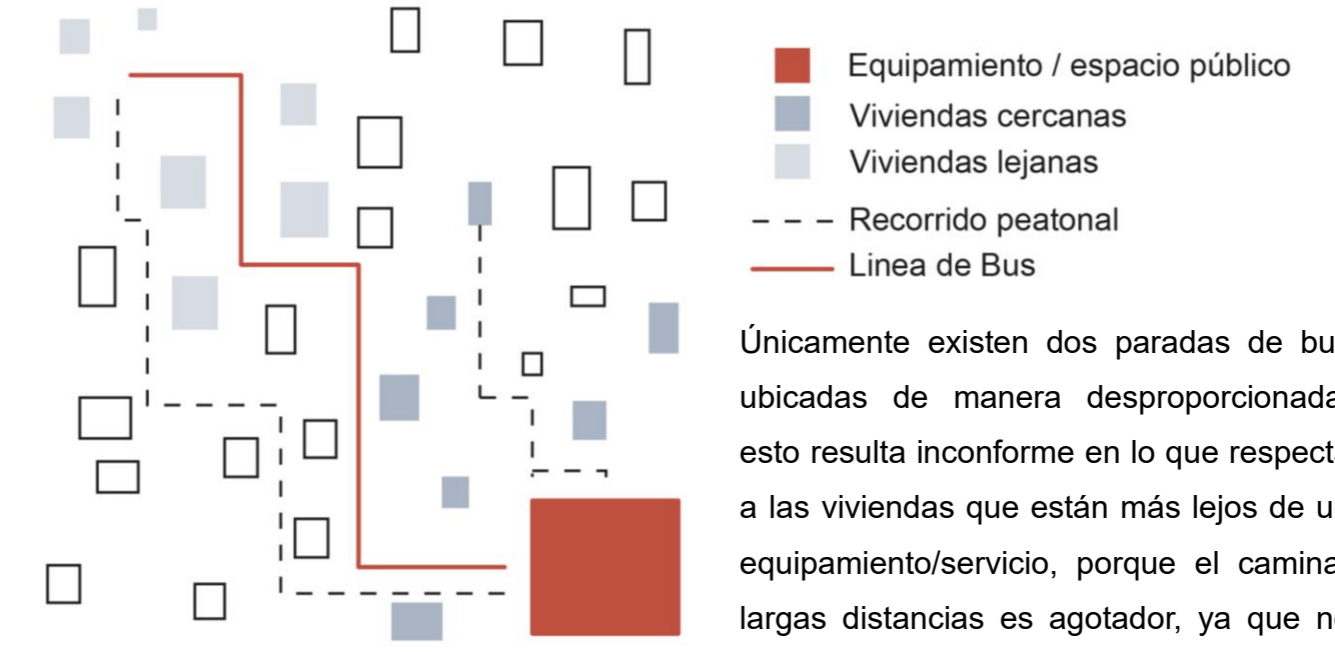 Equipamiento / espacio público
Viviendas cercanas
Viviendas lejanas
Recorrido peatonal
Linea de Bus
Únicamente existen dos paradas de bu
ubicadas de manera desproporcionada
esto resulta inconforme en lo que respecta
a las viviendas que están más lejos de u
equipamiento/servicio, porque el camina
largas distancias es agotador, ya que n